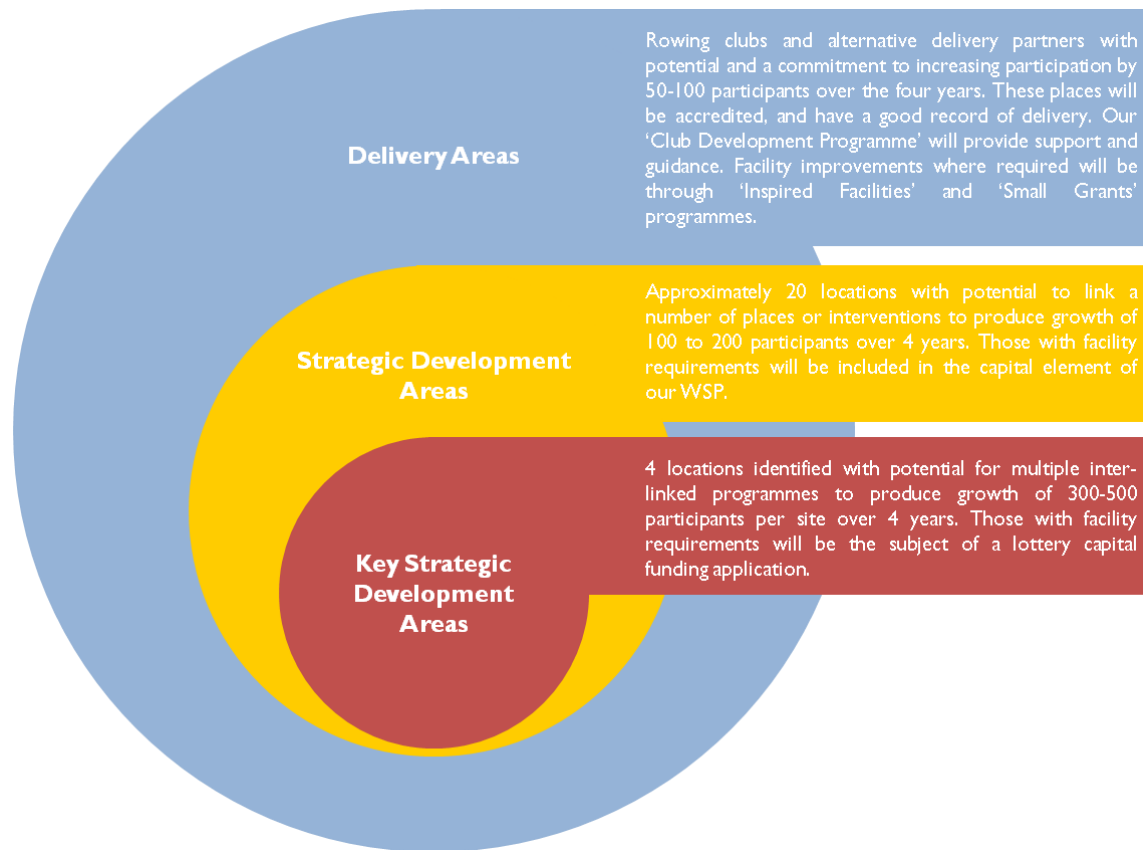 Delivery Areas
Rowing clubs and alternative delivery partners with
potential and a commitment to increasing participation by
50-100 participants over the four years. These places will
be accredited, and have a good record of delivery. Our
‘Club Development Programme’ will provide support and
guidance. Facility improvements where required will be
through ‘Inspired Facilities’ and ‘Small Grants’
programmes.
Strategic Development
Areas
Approximately 20 locations with potential to link a
number of places or interventions to produce growth of
100 to 200 participants over 4 years. Those with facility
requirements will be included in the capital element of
our WSP.
Key Strategic
Development
Areas
4 locations identified with potential for multiple inter-
linked programmes to produce growth of 300-500
participants per site over 4 years. Those with facility
requirements will be the subject of a lottery capital
funding application.